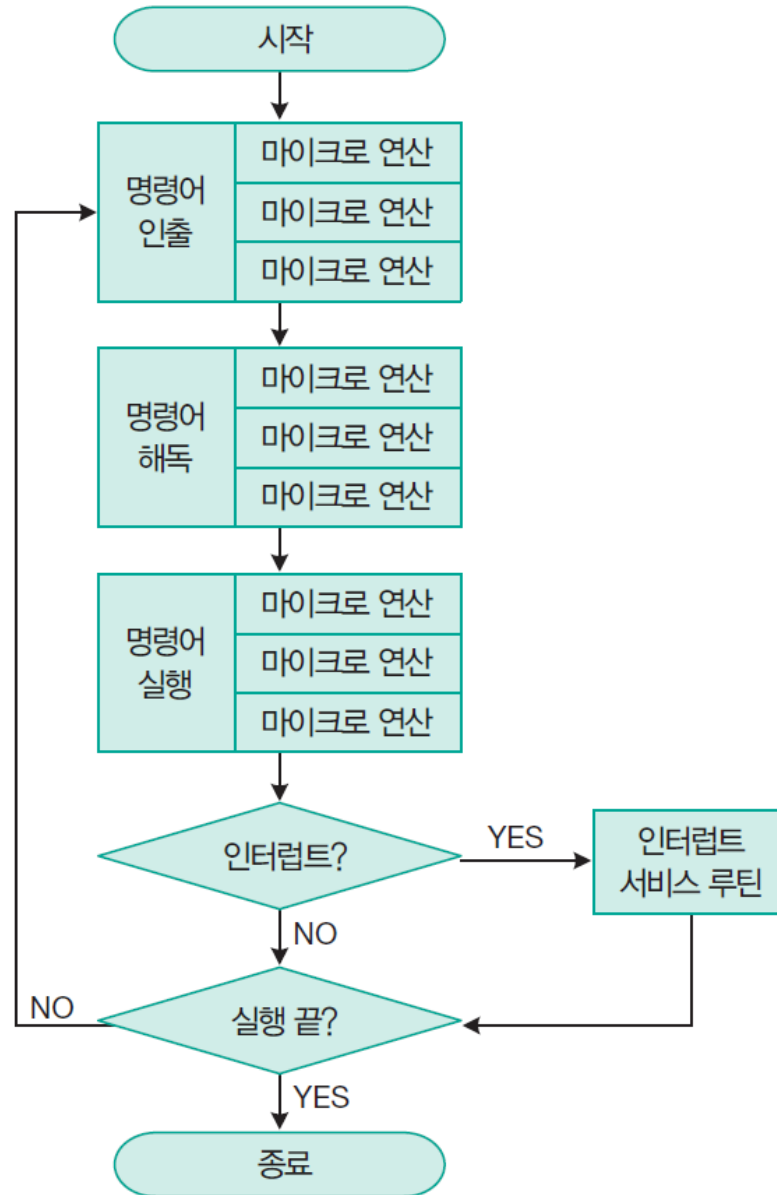 시작
명령어
인출
마이크로 연산
마이크로 연산
마이크로 연산
명령어
해독
마이크로 연산
마이크로 연산
마이크로 연산
명령어
실행
마이크로 연산
마이크로 연산
마이크로 연산
인터럽트?
YES
인터럽트
서비스 루틴
NO
실행 끝?
NO
YES
종료